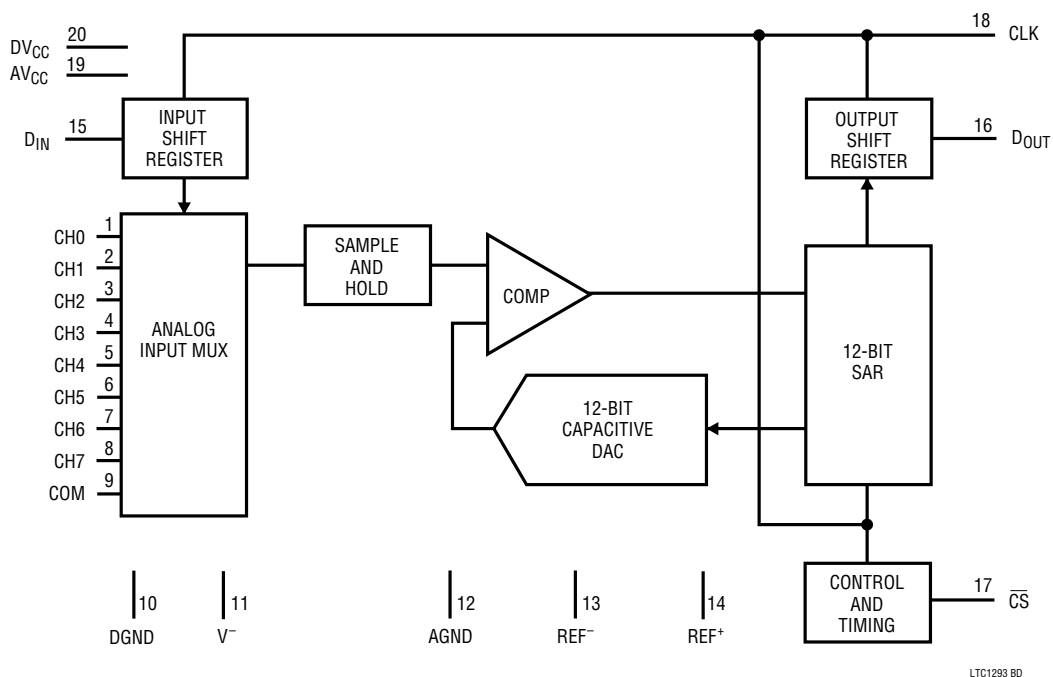 DVCC 20
AVCC 19
18 CLK
DIN 15
INPUT
SHIFT
REGISTER
OUTPUT
SHIFT
REGISTER
16 DOUT
CH0 1
CH1 2
CH2 3
CH3 4
CH4 5
CH5 6
CH6 7
CH7 8
COM 9
ANALOG
INPUT MUX
SAMPLE
AND
HOLD
COMP
12-BIT
SAR
12-BIT
CAPACITIVE
DAC
CONTROL
AND
TIMING
17 C̅S̅
10
DGND
11
V⁻
12
AGND
13
REF⁻
14
REF⁺
LTC1293 BD